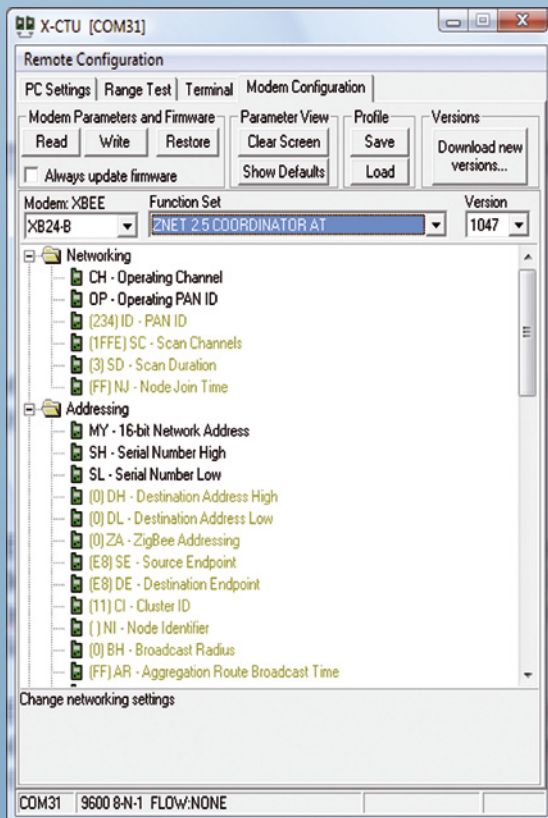 X-CTU [COM31]
Remote Configuration
PC Settings Range Test Terminal Modem Configuration
Modem Parameters and Firmware Parameter View Profile Versions
Read Write Restore Clear Screen Save Download new versions...
Always update firmware Show Defaults Load
Modem: XBEE Function Set Version
XB24-B ZNET 2.5 COORDINATOR AT 1047
Networking
CH - Operating Channel
OP - Operating PAN ID
(234) ID - PAN ID
(1FFE) SC - Scan Channels
(3) SD - Scan Duration
(FF) NJ - Node Join Time
Addressing
MY - 16-bit Network Address
SH - Serial Number High
SL - Serial Number Low
(0) DH - Destination Address High
(0) DL - Destination Address Low
(0) ZA - ZigBee Addressing
(E8) SE - Source Endpoint
(E8) DE - Destination Endpoint
(11) CI - Cluster ID
( ) NI - Node Identifier
(0) BH - Broadcast Radius
(FF) AR - Aggregation Route Broadcast Time
Change networking settings
COM31 9600 8-N-1 FLOW:NONE